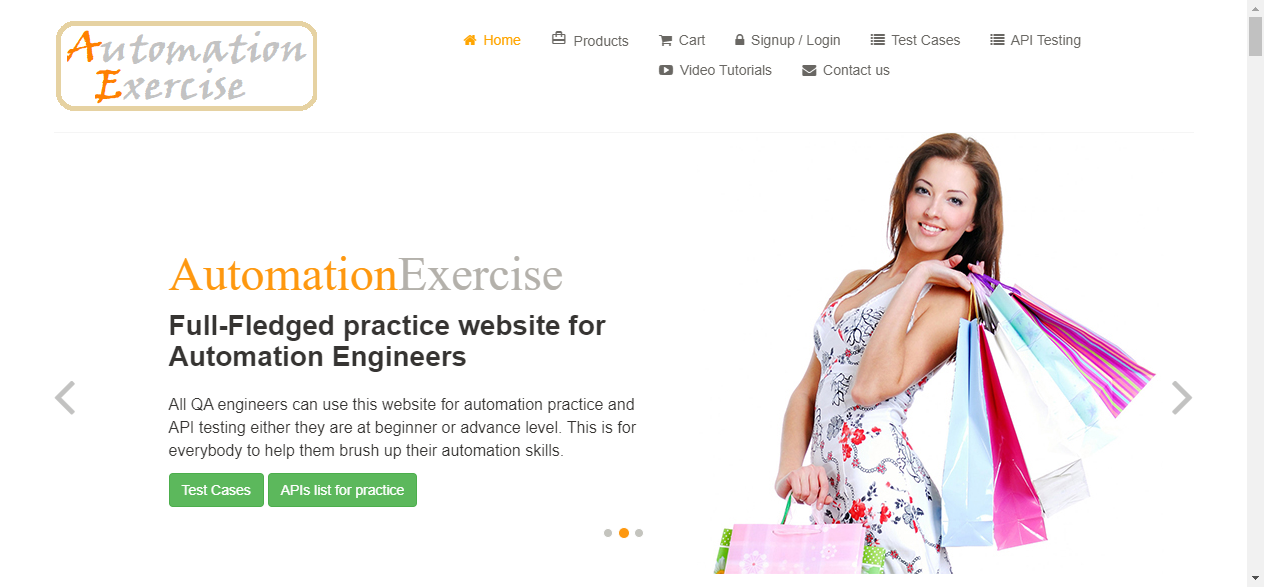 Automation
Exercise
Home
Products
Cart
Signup / Login
Test Cases
API Testing
Video Tutorials
Contact us
AutomationExercise
Full-Fledged practice website for
Automation Engineers
All QA engineers can use this website for automation practice and
API testing either they are at beginner or advance level. This is for
everybody to help them brush up their automation skills.
Test Cases
APIs list for practice